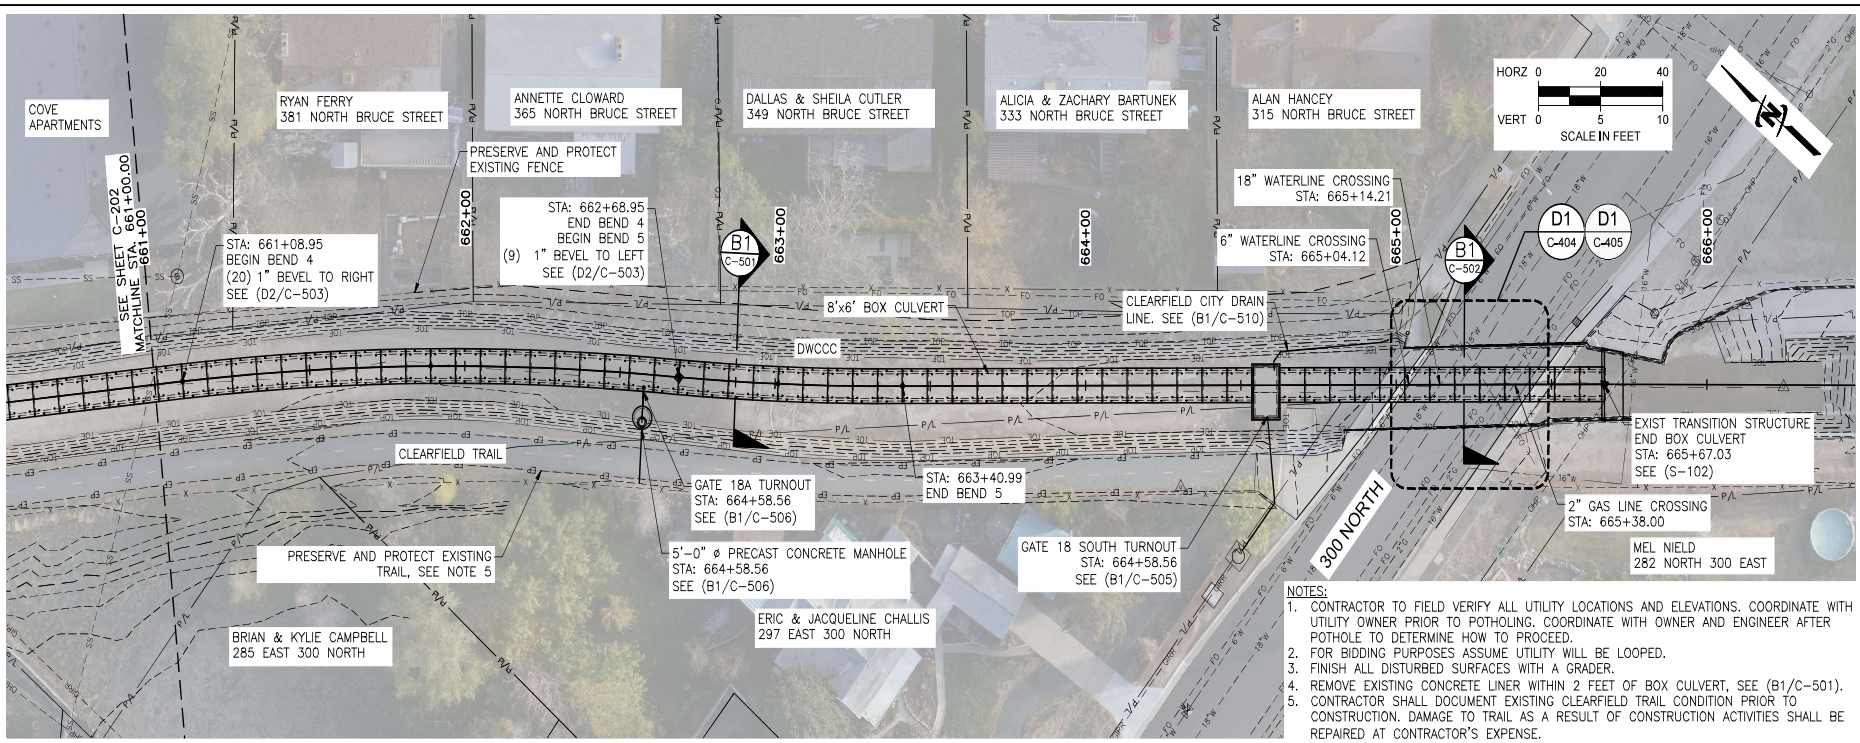 COVE
APARTMENTS
RYAN FERRY
381 NORTH BRUCE STREET
ANNETTE CLOWARD
365 NORTH BRUCE STREET
DALLAS & SHEILA CUTLER
349 NORTH BRUCE STREET
ALICIA & ZACHARY BARTUNEK
333 NORTH BRUCE STREET
ALAN HANCEY
315 NORTH BRUCE STREET
HORZ 0 20 40
VERT 0 5 10
SCALE IN FEET
N
PRESERVE AND PROTECT
EXISTING FENCE
SEE SHEET C-202
MATCHLINE STA. 661+00.00
661+00
662+00
663+00
664+00
665+00
666+00
STA: 661+08.95
BEGIN BEND 4
(20) 1" BEVEL TO RIGHT
SEE (D2/C-503)
STA: 662+68.95
END BEND 4
BEGIN BEND 5
(9) 1" BEVEL TO LEFT
SEE (D2/C-503)
B1
C-501
18" WATERLINE CROSSING
STA: 665+14.21
6" WATERLINE CROSSING
STA: 665+04.12
B1
C-502
D1
C-404
D1
C-405
8'x6' BOX CULVERT
CLEARFIELD CITY DRAIN
LINE. SEE (B1/C-510)
DWCCC
CLEARFIELD TRAIL
GATE 18A TURNOUT
STA: 664+58.56
SEE (B1/C-506)
STA: 663+40.99
END BEND 5
EXIST TRANSITION STRUCTURE
END BOX CULVERT
STA: 665+67.03
SEE (S-102)
2" GAS LINE CROSSING
STA: 665+38.00
PRESERVE AND PROTECT EXISTING
TRAIL, SEE NOTE 5
5'-0" ø PRECAST CONCRETE MANHOLE
STA: 664+58.56
SEE (B1/C-506)
GATE 18 SOUTH TURNOUT
STA: 664+58.56
SEE (B1/C-505)
300 NORTH
MEL NIELD
282 NORTH 300 EAST
BRIAN & KYLIE CAMPBELL
285 EAST 300 NORTH
ERIC & JACQUELINE CHALLIS
297 EAST 300 NORTH
NOTES:
1. CONTRACTOR TO FIELD VERIFY ALL UTILITY LOCATIONS AND ELEVATIONS. COORDINATE WITH
UTILITY OWNER PRIOR TO POTHOLING. COORDINATE WITH OWNER AND ENGINEER AFTER
POTHOLE TO DETERMINE HOW TO PROCEED.
2. FOR BIDDING PURPOSES ASSUME UTILITY WILL BE LOOPED.
3. FINISH ALL DISTURBED SURFACES WITH A GRADER.
4. REMOVE EXISTING CONCRETE LINER WITHIN 2 FEET OF BOX CULVERT, SEE (B1/C-501).
5. CONTRACTOR SHALL DOCUMENT EXISTING CLEARFIELD TRAIL CONDITION PRIOR TO
CONSTRUCTION. DAMAGE TO TRAIL AS A RESULT OF CONSTRUCTION ACTIVITIES SHALL BE
REPAIRED AT CONTRACTOR'S EXPENSE.